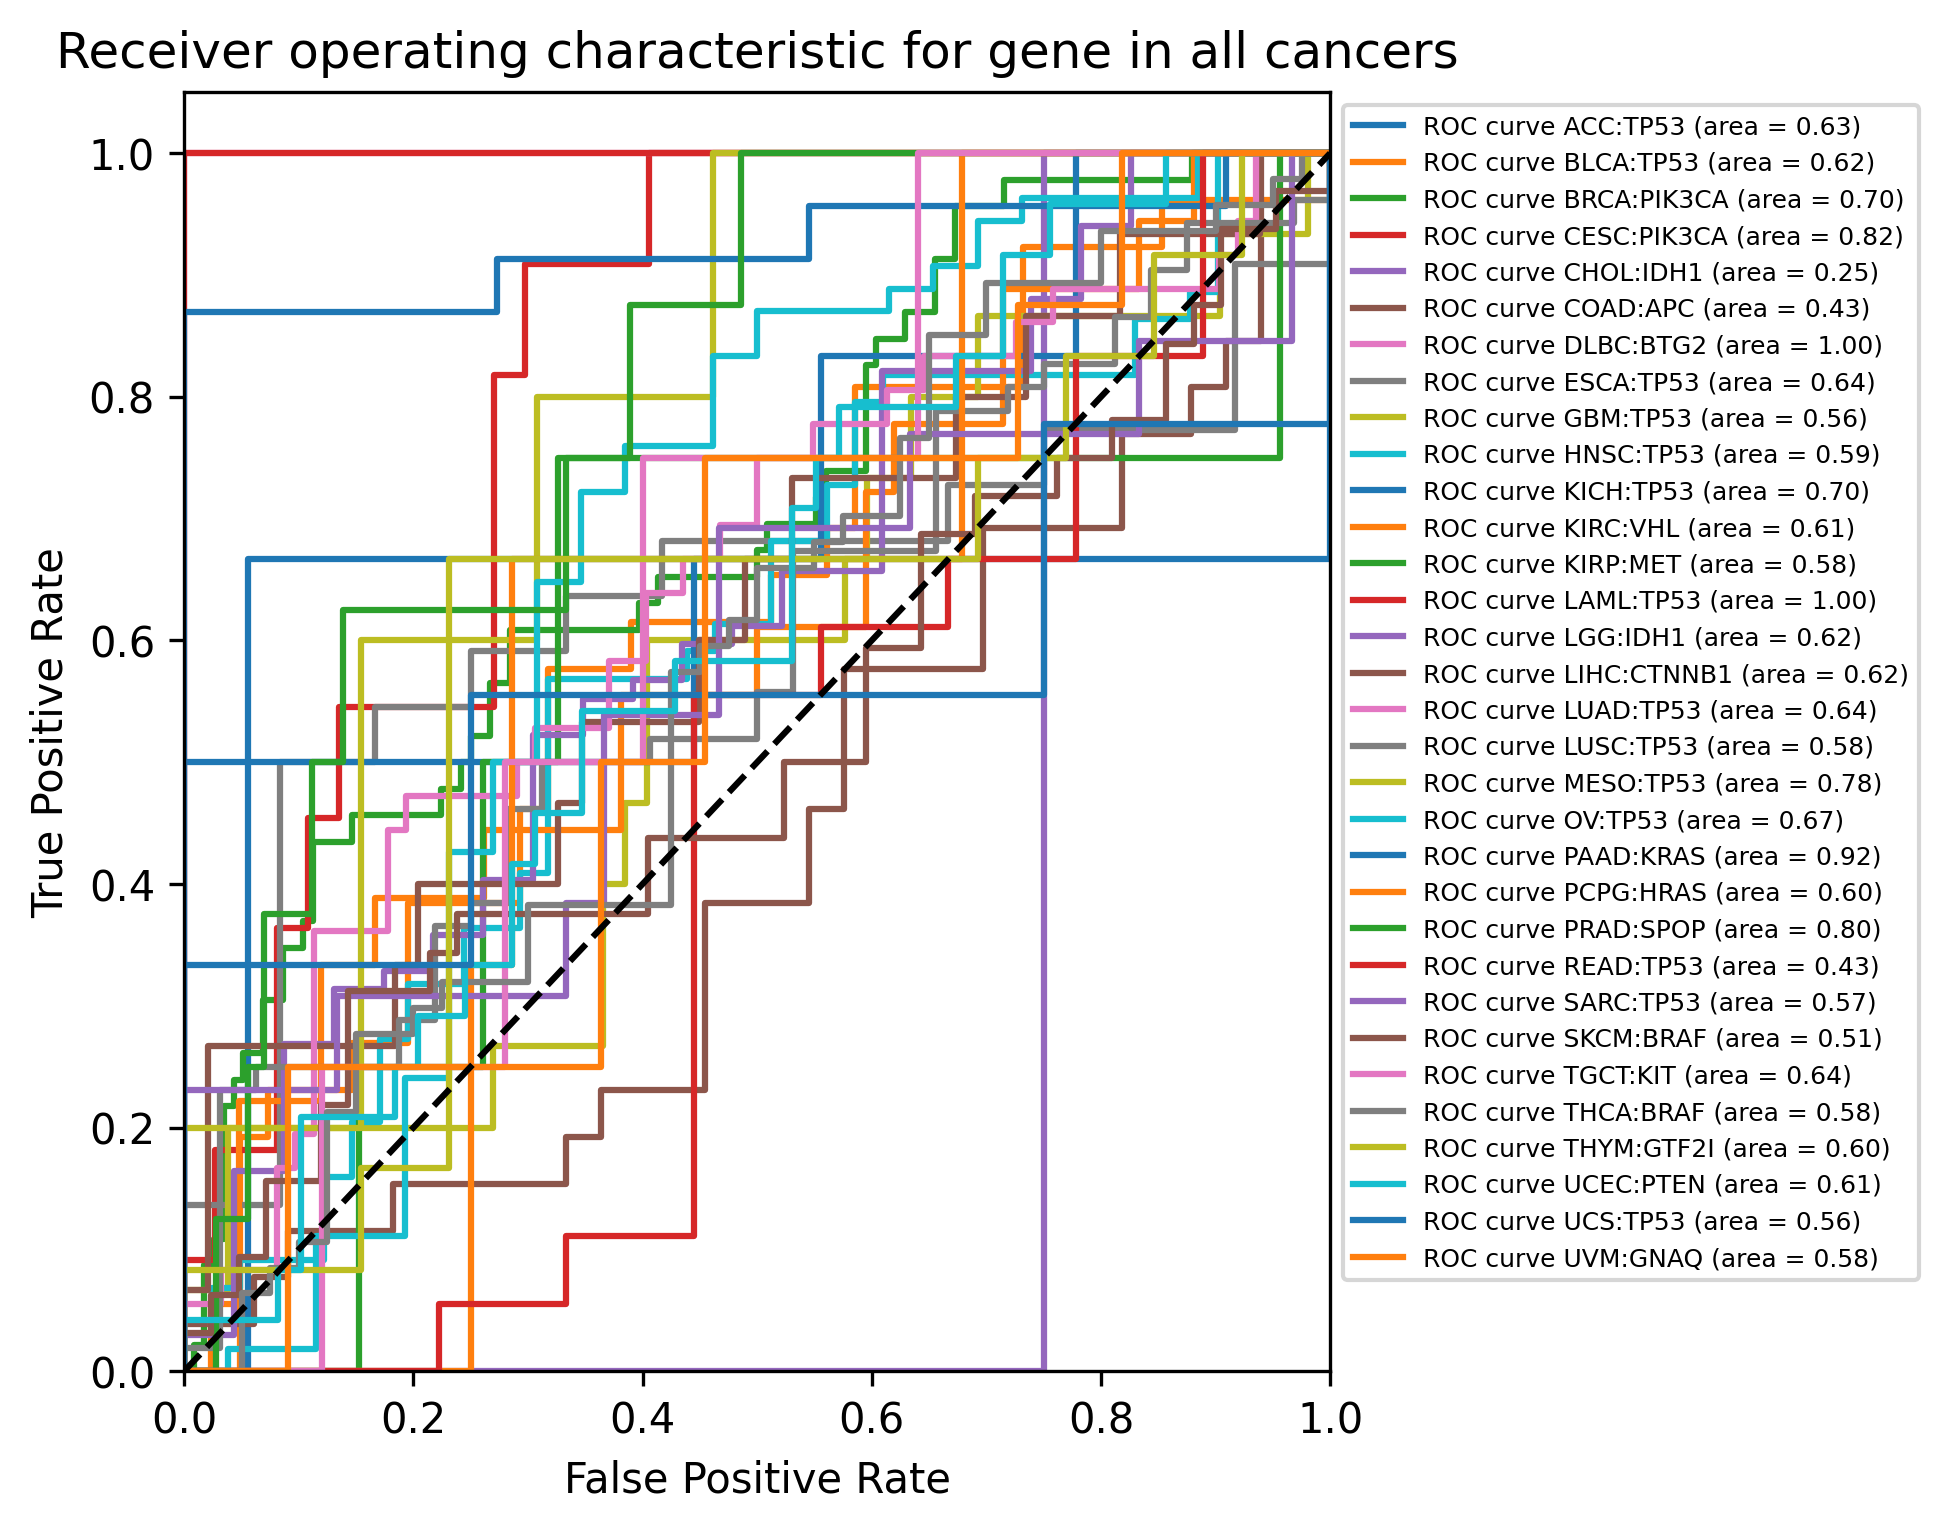 Receiver operating characteristic for gene in all cancers
True Positive Rate
1.0
0.8
0.6
0.4
0.2
0.0
0.0 0.2 0.4 0.6 0.8 1.0
False Positive Rate
ROC curve ACC:TP53 (area = 0.63)
ROC curve BLCA:TP53 (area = 0.62)
ROC curve BRCA:PIK3CA (area = 0.70)
ROC curve CESC:PIK3CA (area = 0.82)
ROC curve CHOL:IDH1 (area = 0.25)
ROC curve COAD:APC (area = 0.43)
ROC curve DLBC:BTG2 (area = 1.00)
ROC curve ESCA:TP53 (area = 0.64)
ROC curve GBM:TP53 (area = 0.56)
ROC curve HNSC:TP53 (area = 0.59)
ROC curve KICH:TP53 (area = 0.70)
ROC curve KIRC:VHL (area = 0.61)
ROC curve KIRP:MET (area = 0.58)
ROC curve LAML:TP53 (area = 1.00)
ROC curve LGG:IDH1 (area = 0.62)
ROC curve LIHC:CTNNB1 (area = 0.62)
ROC curve LUAD:TP53 (area = 0.64)
ROC curve LUSC:TP53 (area = 0.58)
ROC curve MESO:TP53 (area = 0.78)
ROC curve OV:TP53 (area = 0.67)
ROC curve PAAD:KRAS (area = 0.92)
ROC curve PCPG:HRAS (area = 0.60)
ROC curve PRAD:SPOP (area = 0.80)
ROC curve READ:TP53 (area = 0.43)
ROC curve SARC:TP53 (area = 0.57)
ROC curve SKCM:BRAF (area = 0.51)
ROC curve TGCT:KIT (area = 0.64)
ROC curve THCA:BRAF (area = 0.58)
ROC curve THYM:GTF2I (area = 0.60)
ROC curve UCEC:PTEN (area = 0.61)
ROC curve UCS:TP53 (area = 0.56)
ROC curve UVM:GNAQ (area = 0.58)